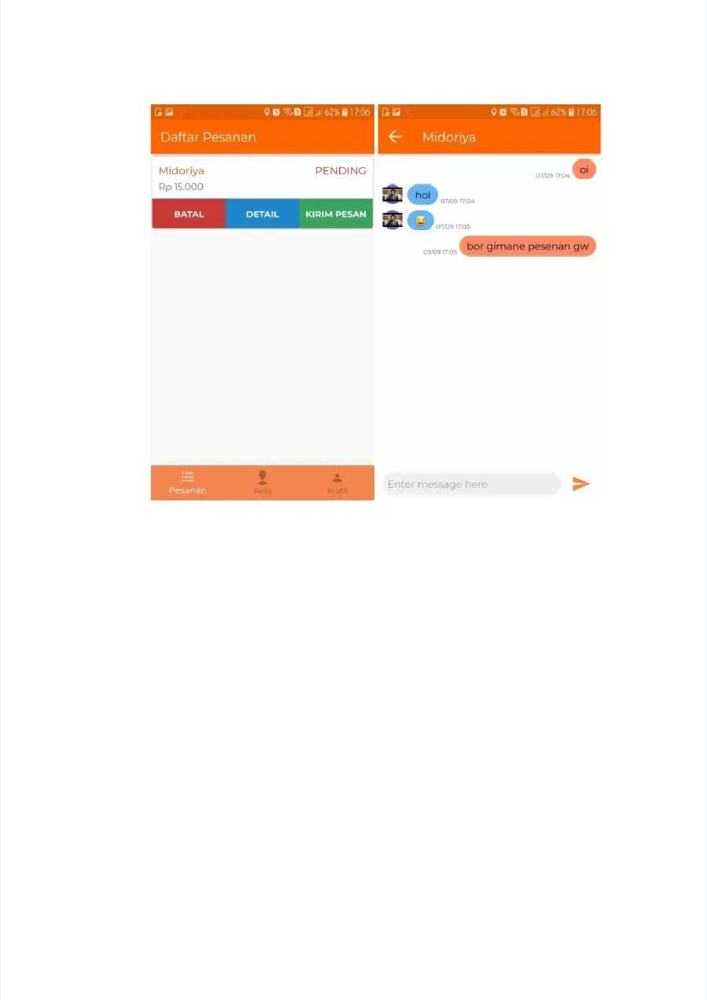 62% 17:06
Daftar Pesanan
Midoriya PENDING
Rp 15.000
BATAL DETAIL KIRIM PESAN
Pesanan Peta Profil
62% 17:06
Midoriya
oi
07/09 17:04
hoi
07/09 17:04
😅
07/09 17:05
bor gimane pesenan gw
07/09 17:05
Enter message here